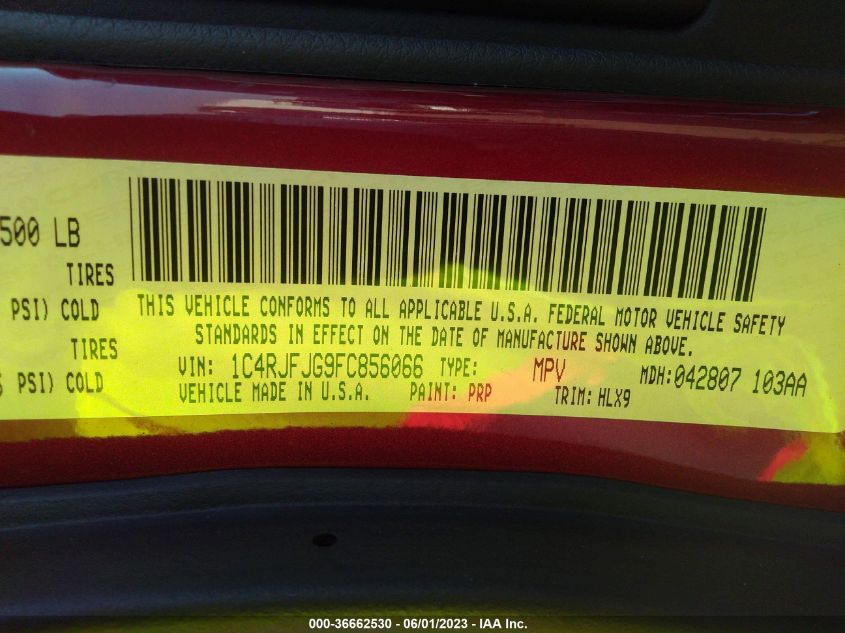 500 LB
TIRES
PSI) COLD
TIRES
PSI) COLD
THIS VEHICLE CONFORMS TO ALL APPLICABLE U.S.A. FEDERAL MOTOR VEHICLE SAFETY
STANDARDS IN EFFECT ON THE DATE OF MANUFACTURE SHOWN ABOVE.
VIN: 1C4RJFJG9FC856066 TYPE: MPV MDH:042807 103AA
VEHICLE MADE IN U.S.A. PAINT: PRP TRIM: HLX9
000-36662530 - 06/01/2023 - IAA Inc.